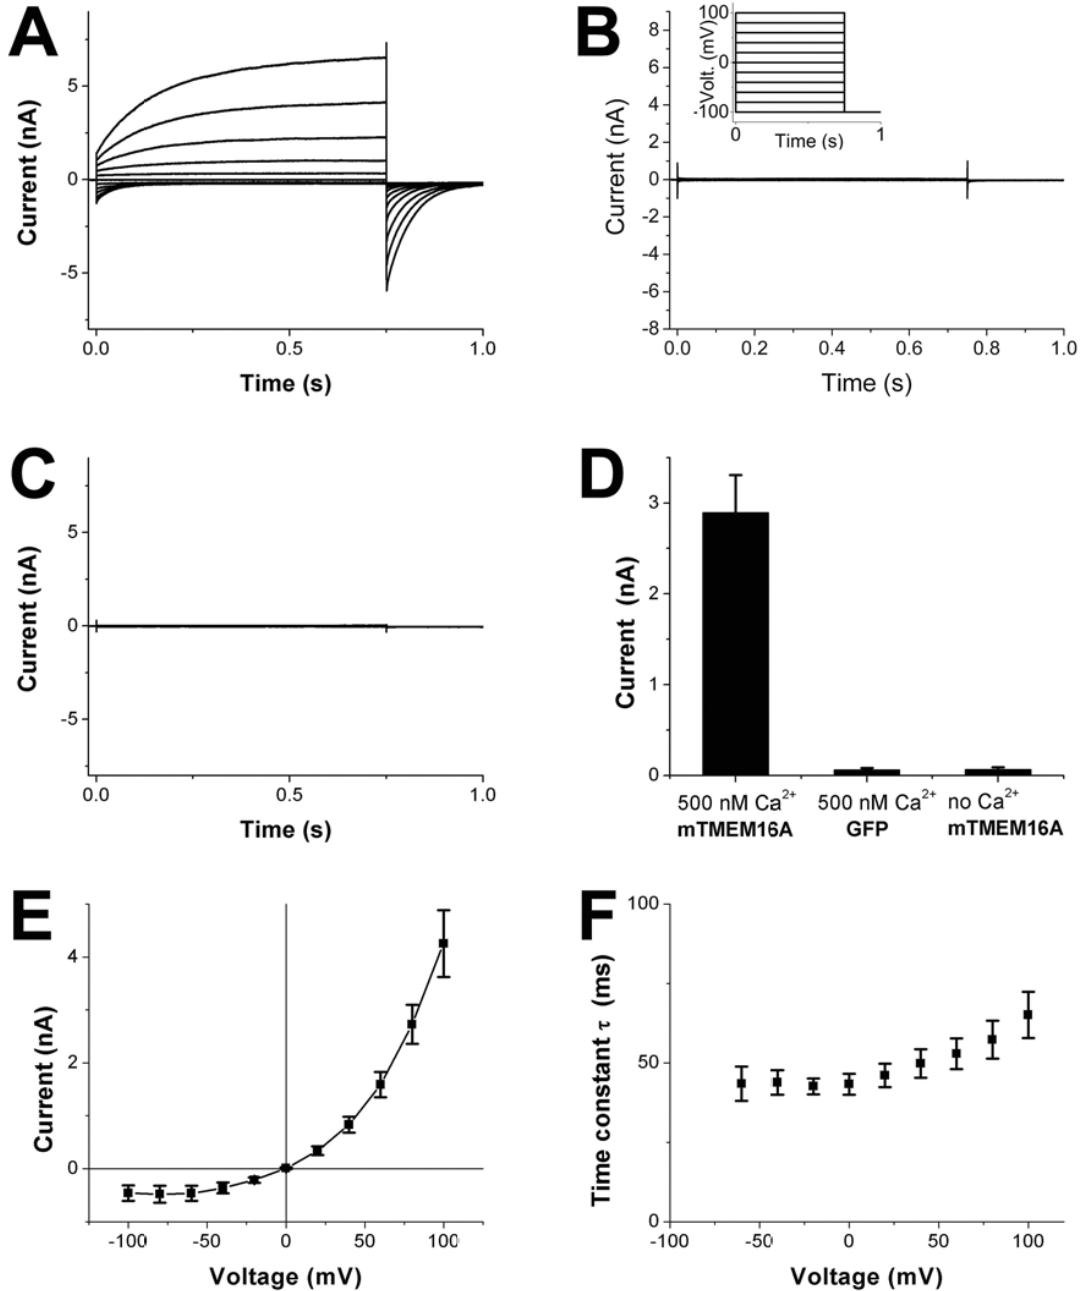 A
Current (nA)
5
0
-5
0.0 0.5 1.0
Time (s)
B
Current (nA)
8
6
4
2
0
-2
-4
-6
-8
0.0 0.2 0.4 0.6 0.8 1.0
Time (s)
Volt. (mV)
100
0
-100
0 1
Time (s)
C
Current (nA)
5
0
-5
0.0 0.5 1.0
Time (s)
D
Current (nA)
3
2
1
0
500 nM Ca²⁺ 500 nM Ca²⁺ no Ca²⁺
mTMEM16A GFP mTMEM16A
E
Current (nA)
4
2
0
-100 -50 0 50 100
Voltage (mV)
F
Time constant τ (ms)
100
50
0
-100 -50 0 50 100
Voltage (mV)